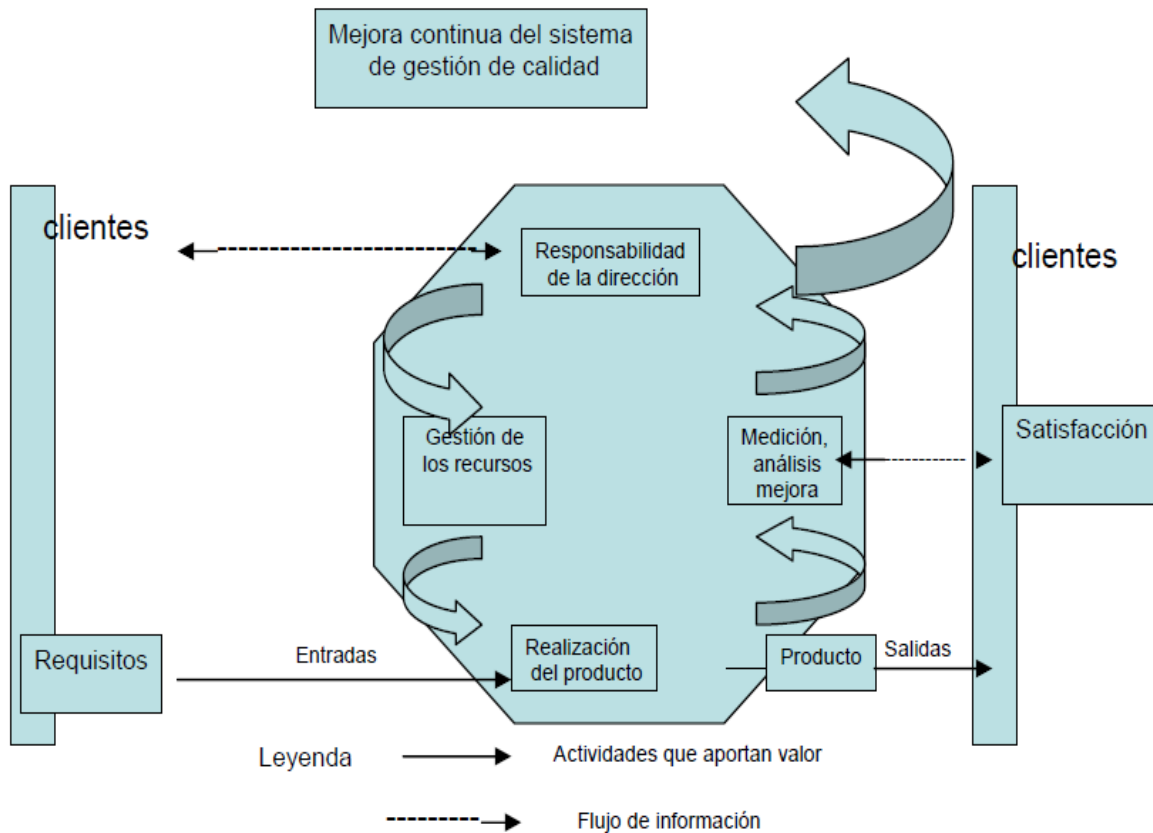 Mejora continua del sistema
de gestión de calidad
clientes
Responsabilidad
de la dirección
clientes
Gestión de
los recursos
Medición,
análisis
mejora
Satisfacción
Requisitos
Entradas
Realización
del producto
Producto
Salidas
Leyenda
Actividades que aportan valor
Flujo de información